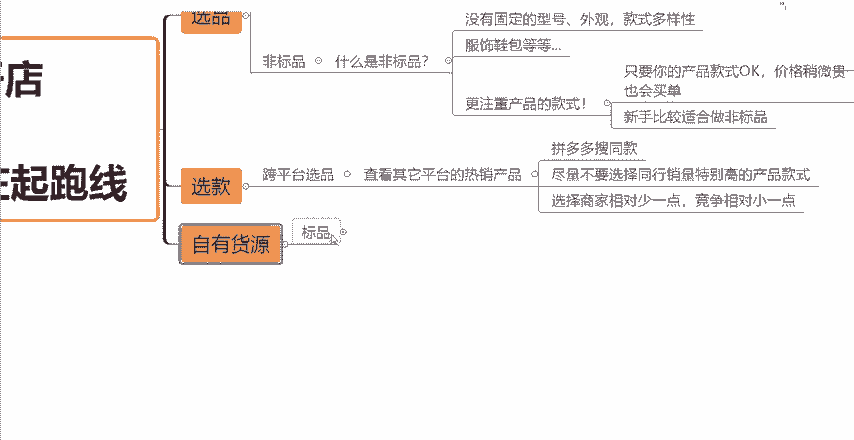 选品
没有固定的型号、外观，款式多样性
服饰鞋包等等...
非标品
什么是非标品？
只要你的产品款式OK，价格稍微贵一
也会买单
更注重产品的款式！
新手比较适合做非标品
店
起跑线
拼多多搜同款
选款
跨平台选品
查看其它平台的热销产品
尽量不要选择同行销量特别高的产品款式
选择商家相对少一点，竞争相对小一点
自有货源
标品